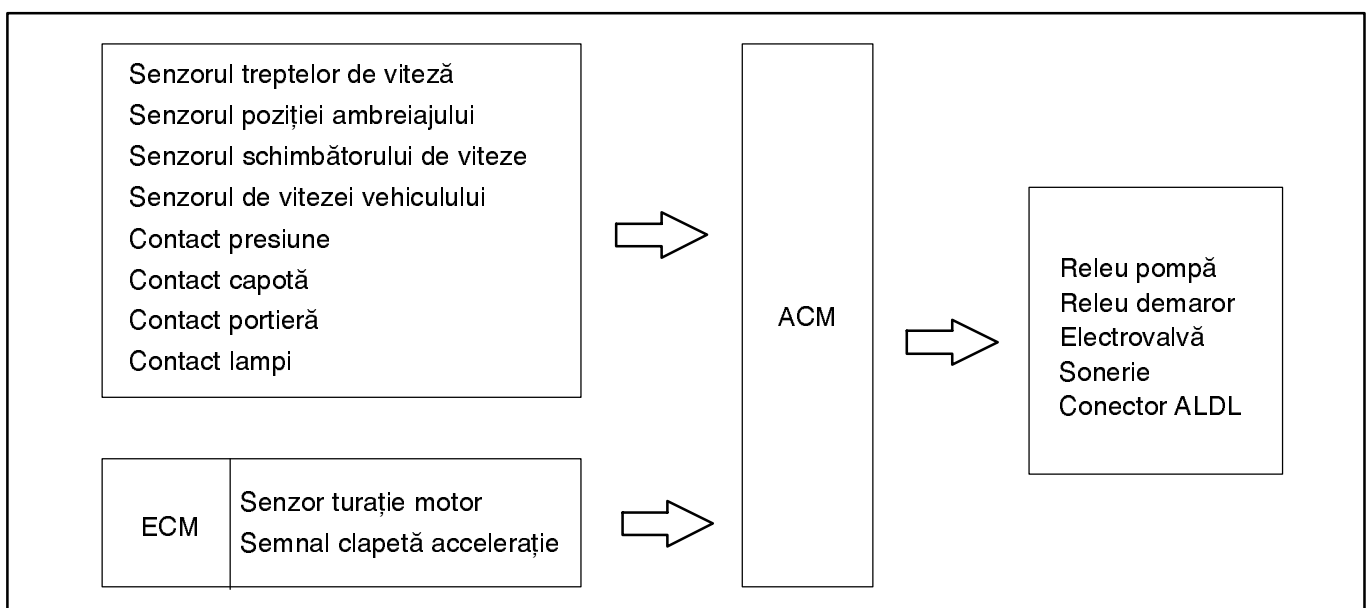 Senzorul treptelor de viteză
Senzorul poziției ambreiajului
Senzorul schimbătorului de viteze
Senzorul de vitezei vehiculului
Contact presiune
Contact capotă
Contact portieră
Contact lampi
ECM
Senzor turație motor
Semnal clapetă accelerație
ACM
Releu pompă
Releu demaror
Electrovalvă
Sonerie
Conector ALDL